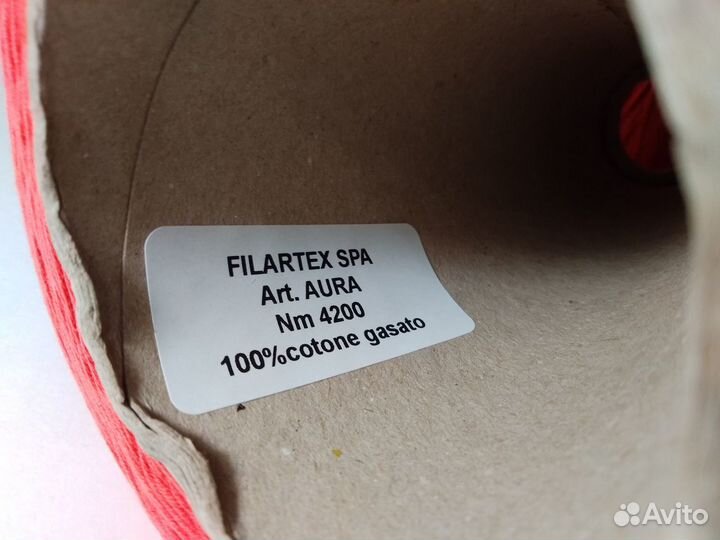 FILARTEX SPA
Art. AURA
Nm 4200
100%cotone gasato
Avito